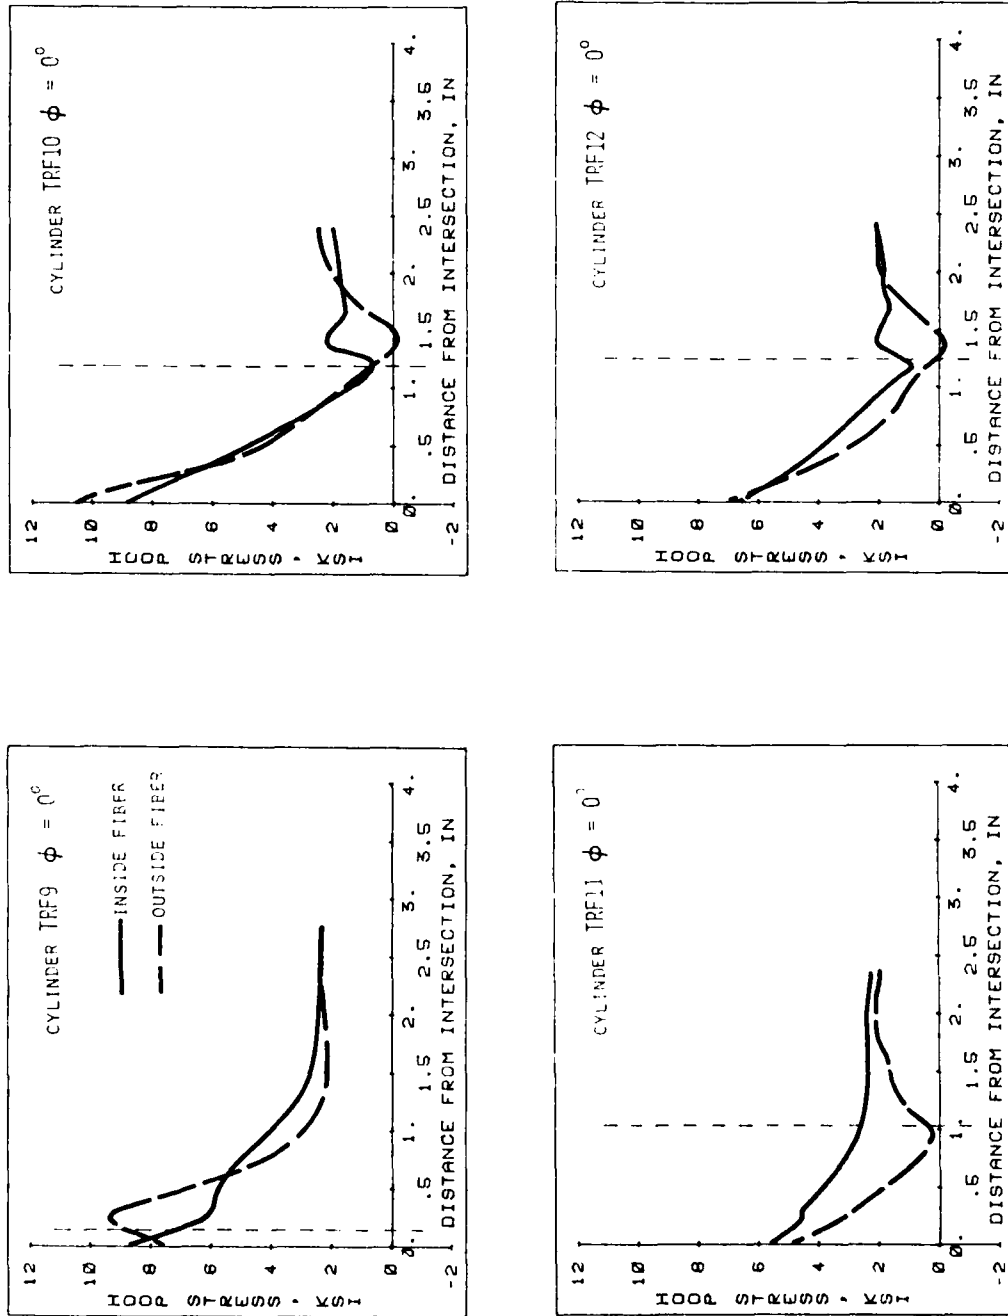 CYLINDER TRF9 ϕ = 0°
INSIDE FIBER
OUTSIDE FIBER
HOOP STRESS, KSI
12
10
8
6
4
2
0
-2
0. .5 1. 1.5 2. 2.5 3. 3.5 4.
DISTANCE FROM INTERSECTION, IN
CYLINDER TRF10 ϕ = 0°
HOOP STRESS, KSI
12
10
8
6
4
2
0
-2
0. .5 1. 1.5 2. 2.5 3. 3.5 4.
DISTANCE FROM INTERSECTION, IN
CYLINDER TRF11 ϕ = 0°
HOOP STRESS, KSI
12
10
8
6
4
2
0
-2
0. .5 1. 1.5 2. 2.5 3. 3.5 4.
DISTANCE FROM INTERSECTION, IN
CYLINDER TRF12 ϕ = 0°
HOOP STRESS, KSI
12
10
8
6
4
2
0
-2
0. .5 1. 1.5 2. 2.5 3. 3.5 4.
DISTANCE FROM INTERSECTION, IN